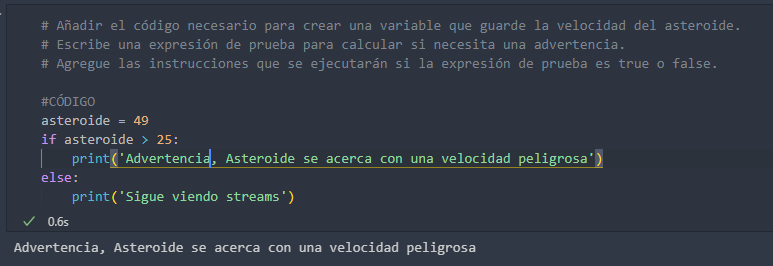 # Añadir el código necesario para crear una variable que guarde la velocidad del asteroide.
# Escribe una expresión de prueba para calcular si necesita una advertencia.
# Agregue las instrucciones que se ejecutarán si la expresión de prueba es true o false.
#CÓDIGO
asteroide = 49
if asteroide > 25:
    print('Advertencia, Asteroide se acerca con una velocidad peligrosa')
else:
    print('Sigue viendo streams')
0.6s
Advertencia, Asteroide se acerca con una velocidad peligrosa